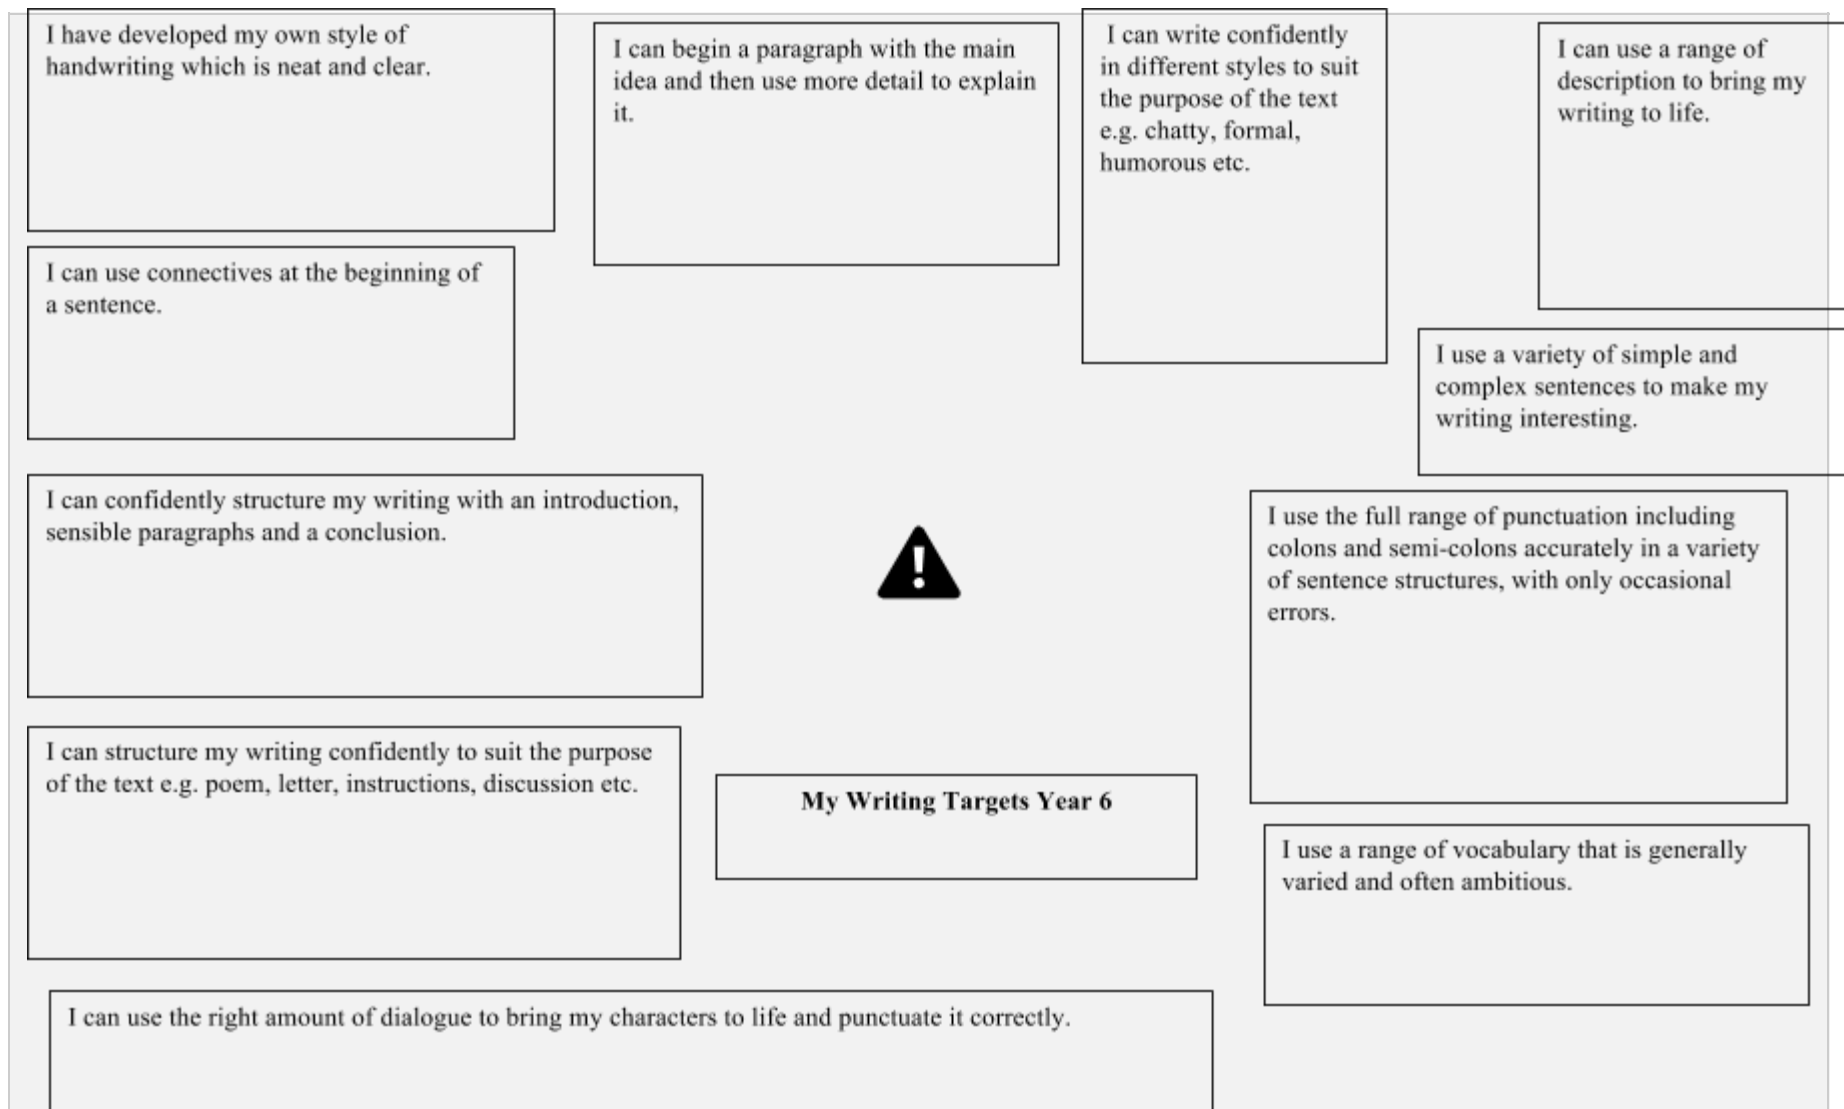 I have developed my own style of
handwriting which is neat and clear.
I can begin a paragraph with the main
idea and then use more detail to explain
it.
I can write confidently
in different styles to suit
the purpose of the text
e.g. chatty, formal,
humorous etc.
I can use a range of
description to bring my
writing to life.
I can use connectives at the beginning of
a sentence.
I use a variety of simple and
complex sentences to make my
writing interesting.
I can confidently structure my writing with an introduction,
sensible paragraphs and a conclusion.
I use the full range of punctuation including
colons and semi-colons accurately in a variety
of sentence structures, with only occasional
errors.
I can structure my writing confidently to suit the purpose
of the text e.g. poem, letter, instructions, discussion etc.
My Writing Targets Year 6
I use a range of vocabulary that is generally
varied and often ambitious.
I can use the right amount of dialogue to bring my characters to life and punctuate it correctly.